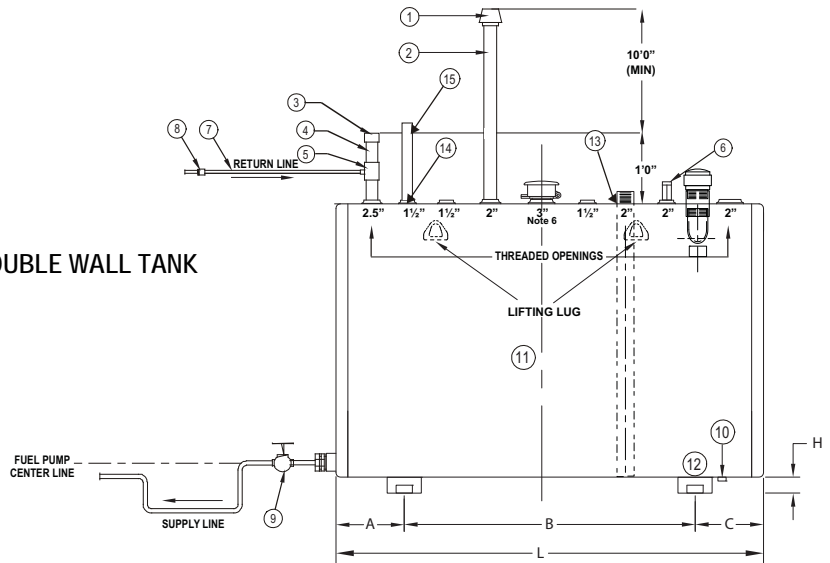 1
2
10'0"
(MIN)
15
3
8
7
4
14
13
6
RETURN LINE
5
1'0"
2.5" 1½" 1½" 2" 3" 1½" 2" 2" 2"
Note 6
OUBLE WALL TANK
THREADED OPENINGS
LIFTING LUG
11
FUEL PUMP
CENTER LINE
12
10
H
9
SUPPLY LINE
A
B
C
L